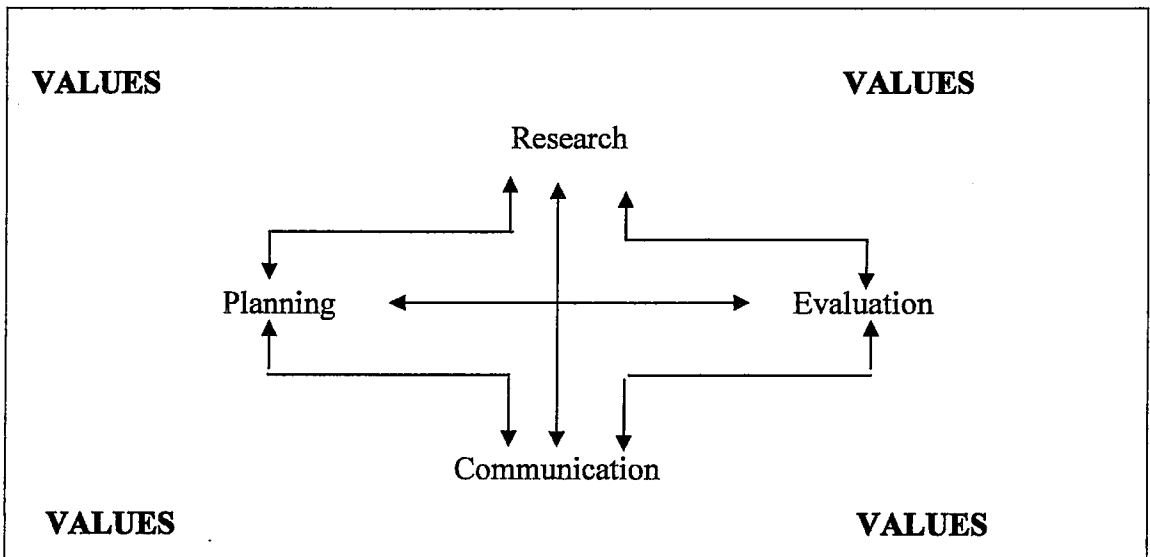 VALUES VALUES
Research
Planning Evaluation
Communication
VALUES VALUES